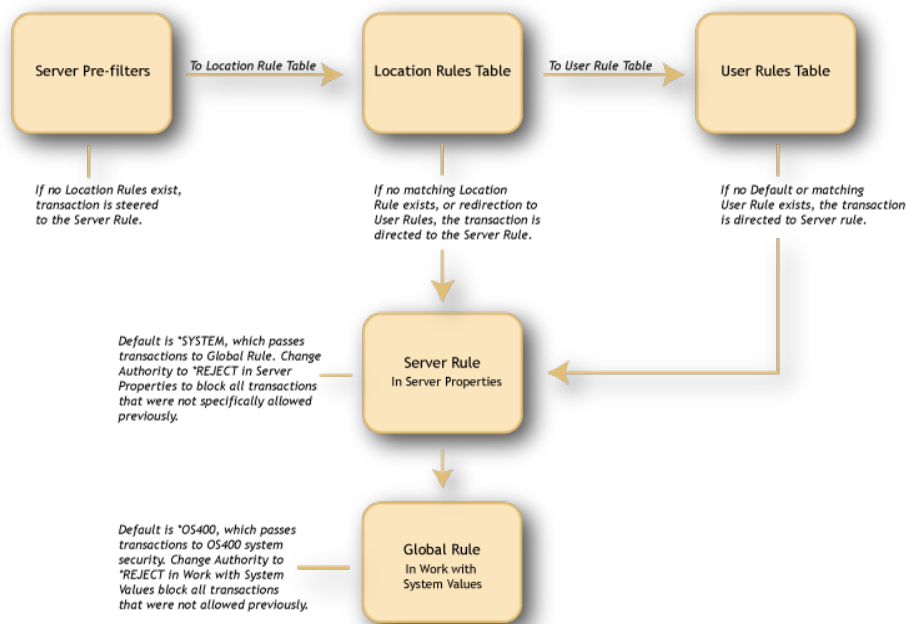 Server Pre-filters
To Location Rule Table
Location Rules Table
To User Rule Table
User Rules Table
If no Location Rules exist,
transaction is steered
to the Server Rule.
If no matching Location
Rule exists, or redirection to
User Rules, the transaction is
directed to the Server Rule.
If no Default or matching
User Rule exists, the transaction
is directed to Server rule.
Default is *SYSTEM, which passes
transactions to Global Rule. Change
Authority to *REJECT in Server
Properties to block all transactions
that were not specifically allowed
previously.
Server Rule
In Server Properties
Default is *OS400, which passes
transactions to OS400 system
security. Change Authority to
*REJECT in Work with System
Values block all transactions
that were not allowed previously.
Global Rule
In Work with
System Values